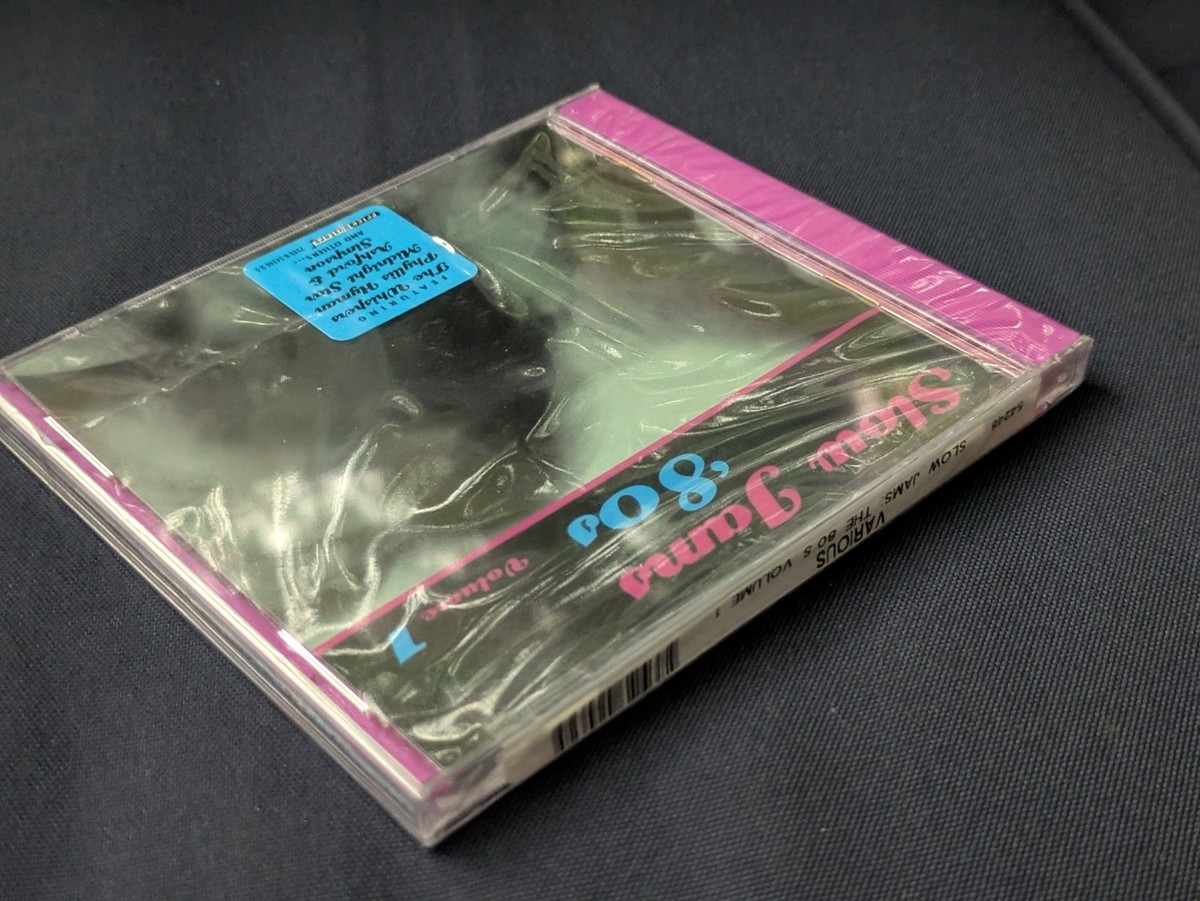 Slow Jams
'80s
Volume 1
FEATURING
The Whispers
Phyllis Hyman
Midnight Star
Ashford &
Simpson
AND OTHERS...
54246
SLOW JAMS
VARIOUS
THE 80 S VOLUME 1